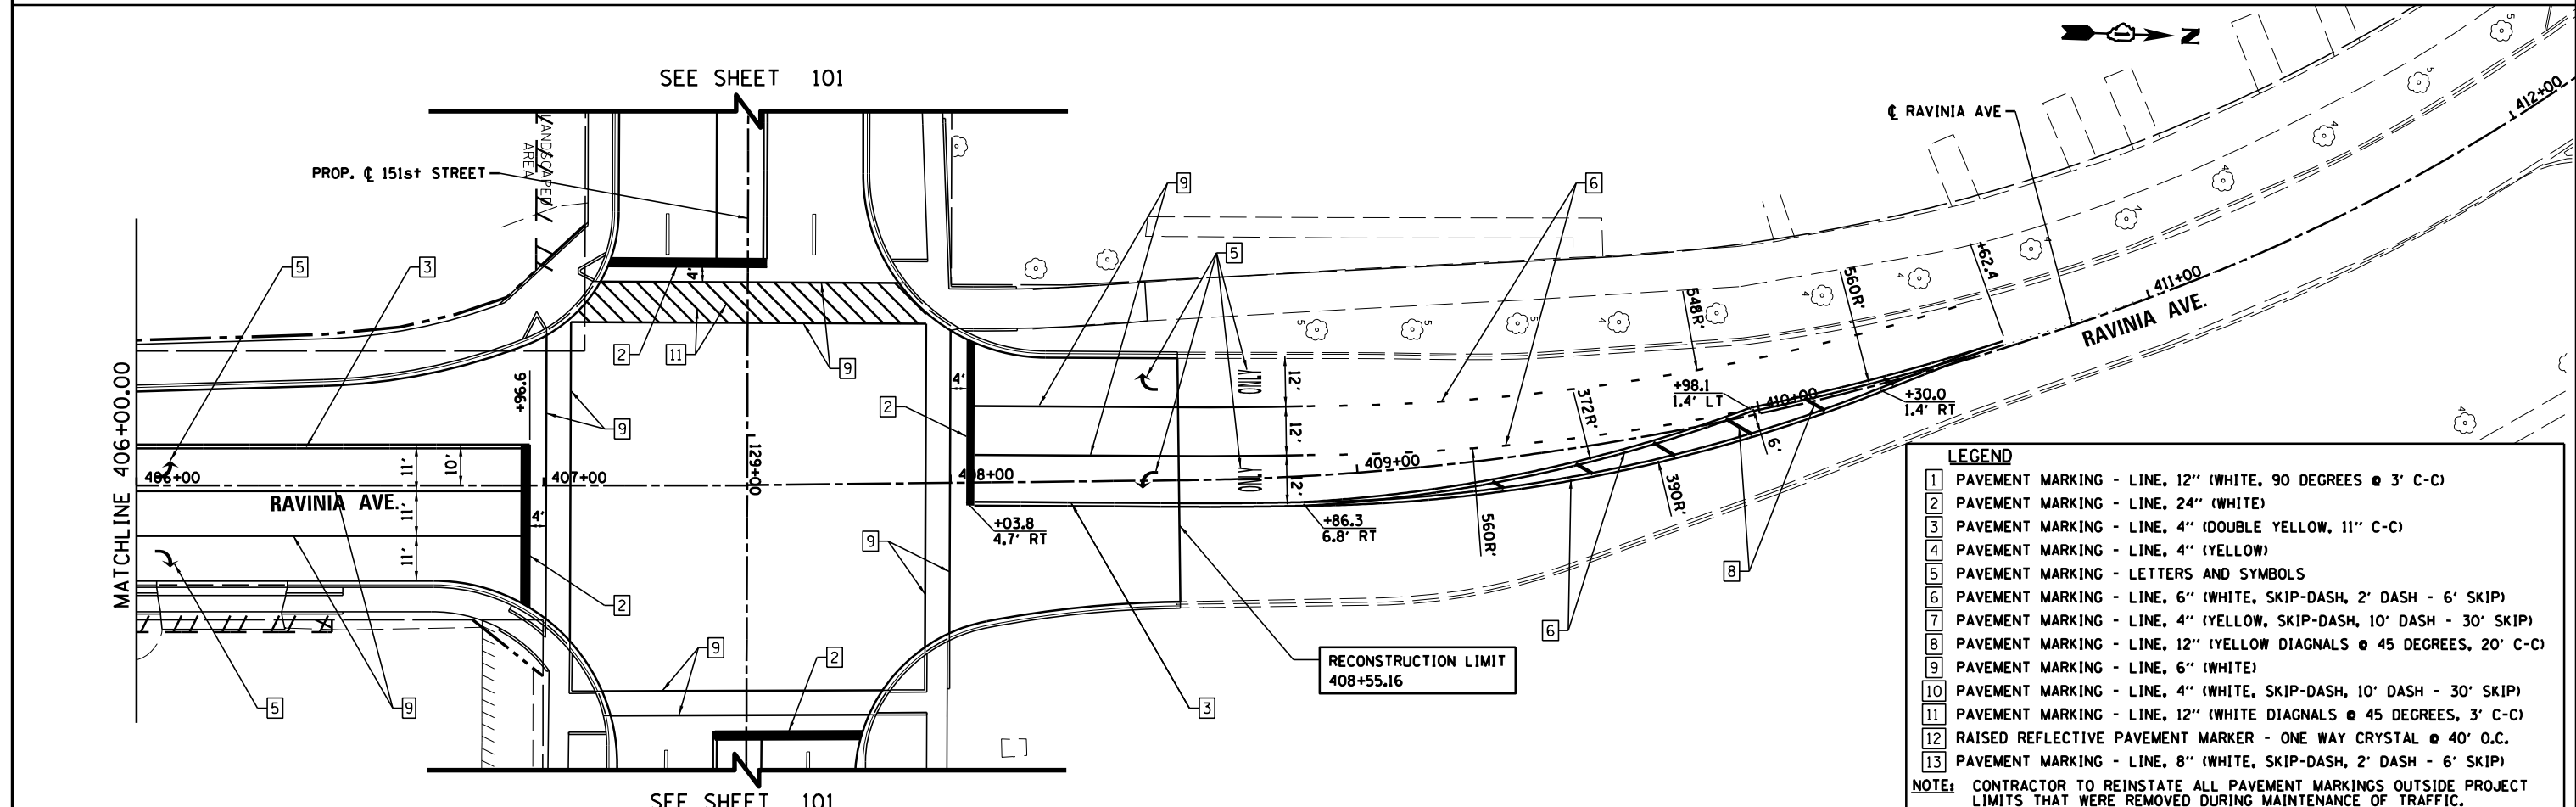 SEE SHEET 101
N
PROP. ℄ 151st STREET
LANDSCAPED
AREA
℄ RAVINIA AVE
412+00
411+00
RAVINIA AVE.
+62.4
560R'
548R'
5
3
9
5
6
4'
2
11
9
MATCHLINE 406+00.00
406+00
RAVINIA AVE.
11'
10'
11'
11'
+96.6
407+00
4'
9
2
129+00
4'
2
408+00
ONLY
ONLY
12'
12'
12'
409+00
372R'
+98.1
1.4' LT
410+00
+30.0
1.4' RT
6'
390R'
560R'
+03.8
4.7' RT
+86.3
6.8' RT
9
8
6
5
9
9
2
3
RECONSTRUCTION LIMIT
408+55.16
SEE SHEET 101
5
5
5
4
4
4
4
4
4
5
5
4
LEGEND
1 PAVEMENT MARKING - LINE, 12" (WHITE, 90 DEGREES @ 3' C-C)
2 PAVEMENT MARKING - LINE, 24" (WHITE)
3 PAVEMENT MARKING - LINE, 4" (DOUBLE YELLOW, 11" C-C)
4 PAVEMENT MARKING - LINE, 4" (YELLOW)
5 PAVEMENT MARKING - LETTERS AND SYMBOLS
6 PAVEMENT MARKING - LINE, 6" (WHITE, SKIP-DASH, 2' DASH - 6' SKIP)
7 PAVEMENT MARKING - LINE, 4" (YELLOW, SKIP-DASH, 10' DASH - 30' SKIP)
8 PAVEMENT MARKING - LINE, 12" (YELLOW DIAGNALS @ 45 DEGREES, 20' C-C)
9 PAVEMENT MARKING - LINE, 6" (WHITE)
10 PAVEMENT MARKING - LINE, 4" (WHITE, SKIP-DASH, 10' DASH - 30' SKIP)
11 PAVEMENT MARKING - LINE, 12" (WHITE DIAGNALS @ 45 DEGREES, 3' C-C)
12 RAISED REFLECTIVE PAVEMENT MARKER - ONE WAY CRYSTAL @ 40' O.C.
13 PAVEMENT MARKING - LINE, 8" (WHITE, SKIP-DASH, 2' DASH - 6' SKIP)
NOTE: CONTRACTOR TO REINSTATE ALL PAVEMENT MARKINGS OUTSIDE PROJECT
LIMITS THAT WERE REMOVED DURING MAINTENANCE OF TRAFFIC.